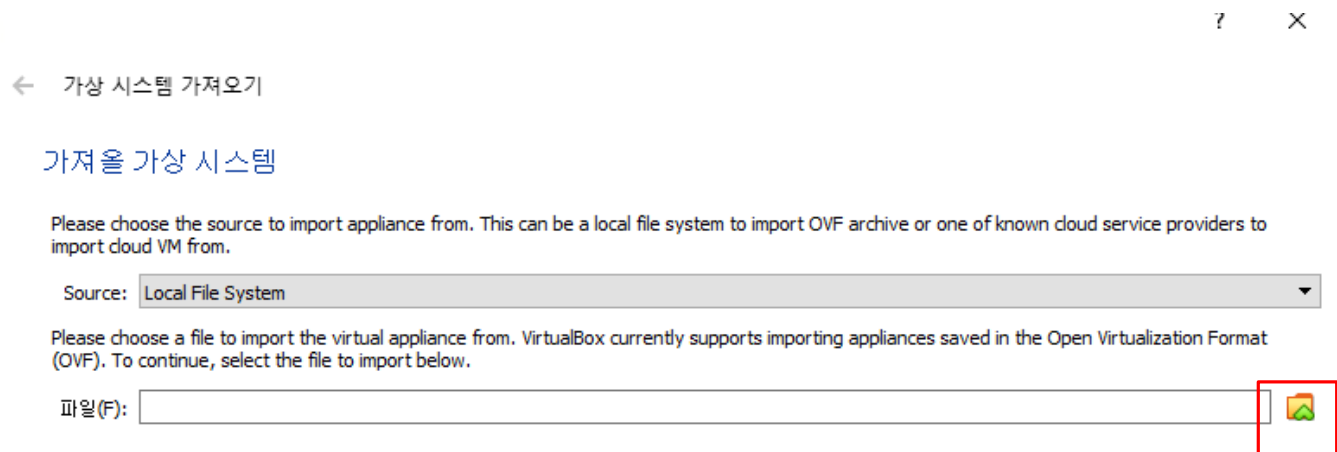 ?
가상 시스템 가져오기
가져올 가상 시스템
Please choose the source to import appliance from. This can be a local file system to import OVF archive or one of known cloud service providers to
import cloud VM from.
Source: Local File System
Please choose a file to import the virtual appliance from. VirtualBox currently supports importing appliances saved in the Open Virtualization Format
(OVF). To continue, select the file to import below.
파일(F):